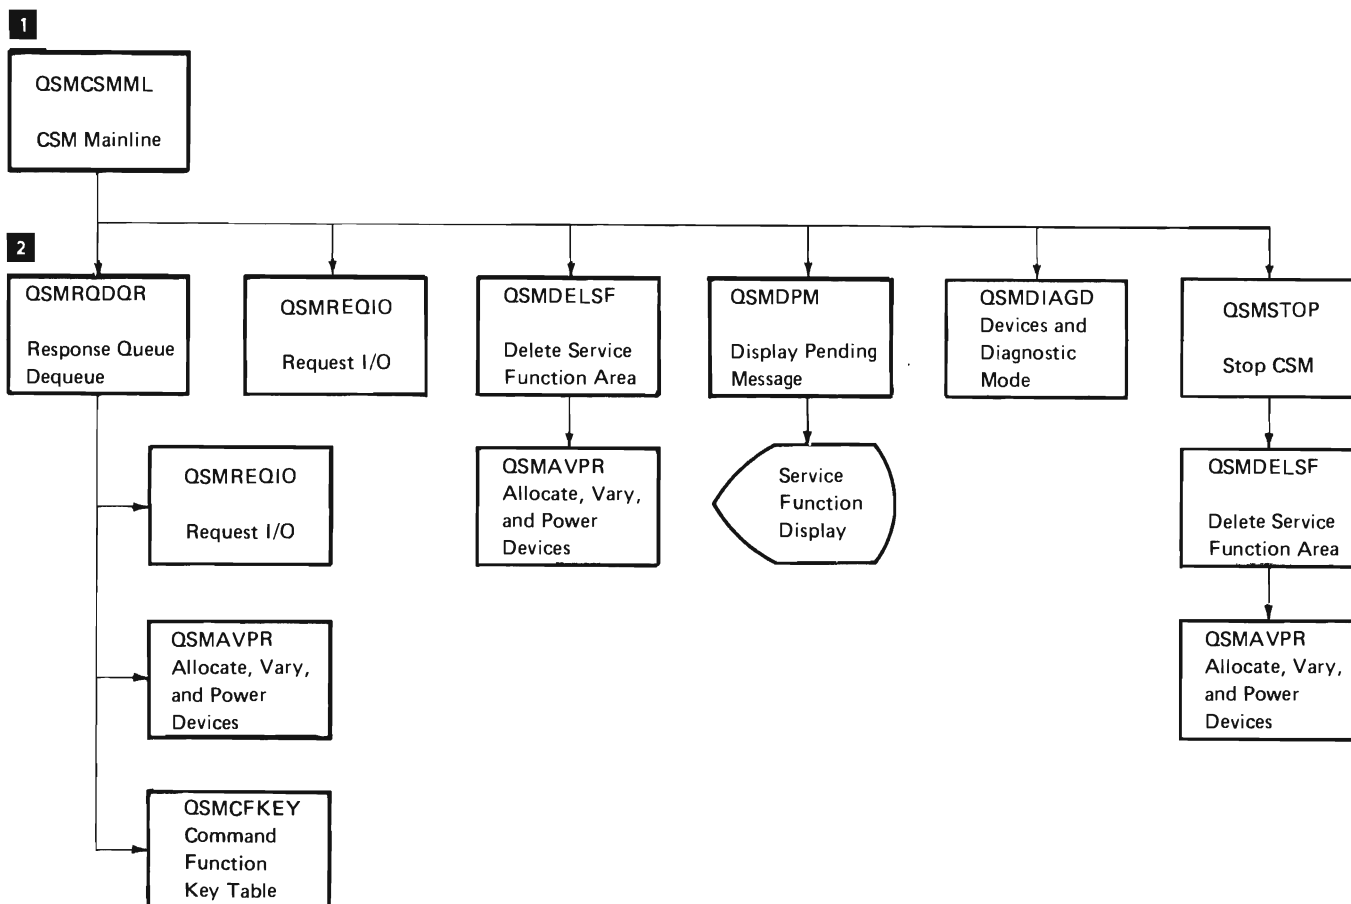 1
QSMCSMML
CSM Mainline
2
QSMRQDQR
Response Queue
Dequeue
QSMREQIO
Request I/O
QSMDELSF
Delete Service
Function Area
QSMDPM
Display Pending
Message
QSMDIAGD
Devices and
Diagnostic
Mode
QSMSTOP
Stop CSM
QSMREQIO
Request I/O
QSMAVPR
Allocate, Vary,
and Power
Devices
Service
Function
Display
QSMDELSF
Delete Service
Function Area
QSMAVPR
Allocate, Vary,
and Power
Devices
QSMAVPR
Allocate, Vary,
and Power
Devices
QSMCFKEY
Command
Function
Key Table